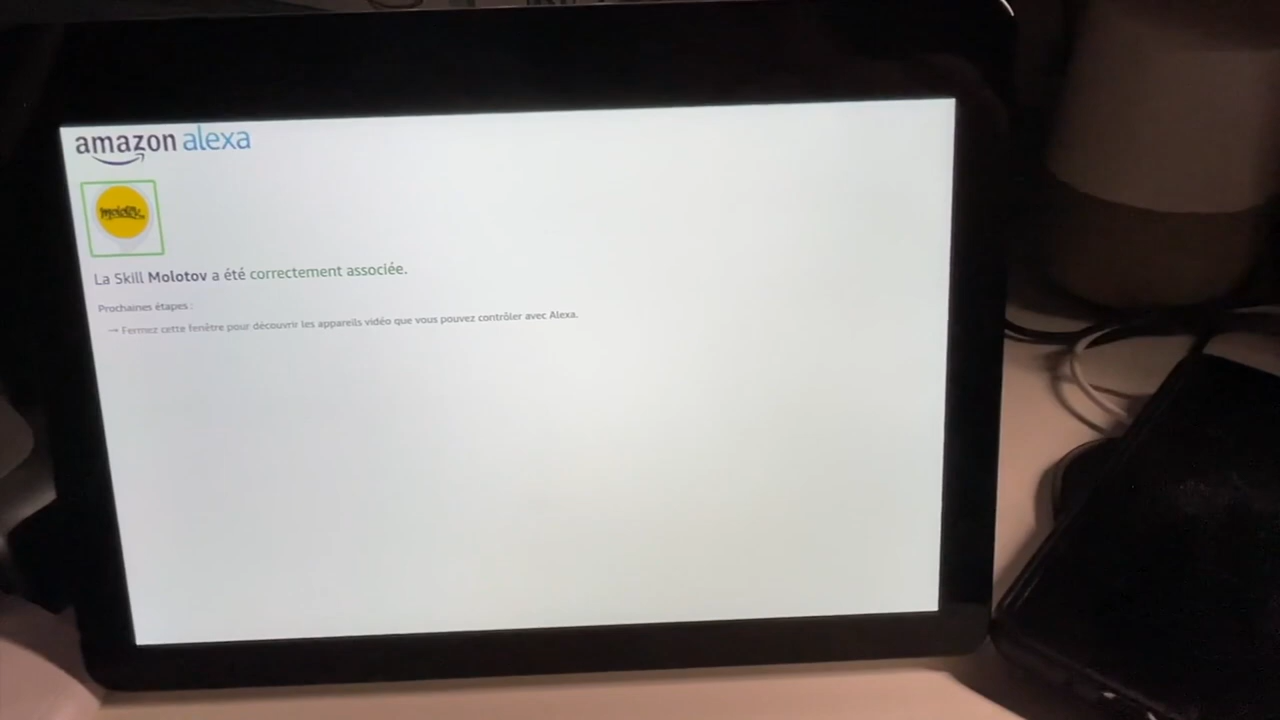 amazon alexa
molotov
La Skill Molotov a été correctement associée.
Prochaines étapes :
→ Fermez cette fenêtre pour découvrir les appareils vidéo que vous pouvez contrôler avec Alexa.